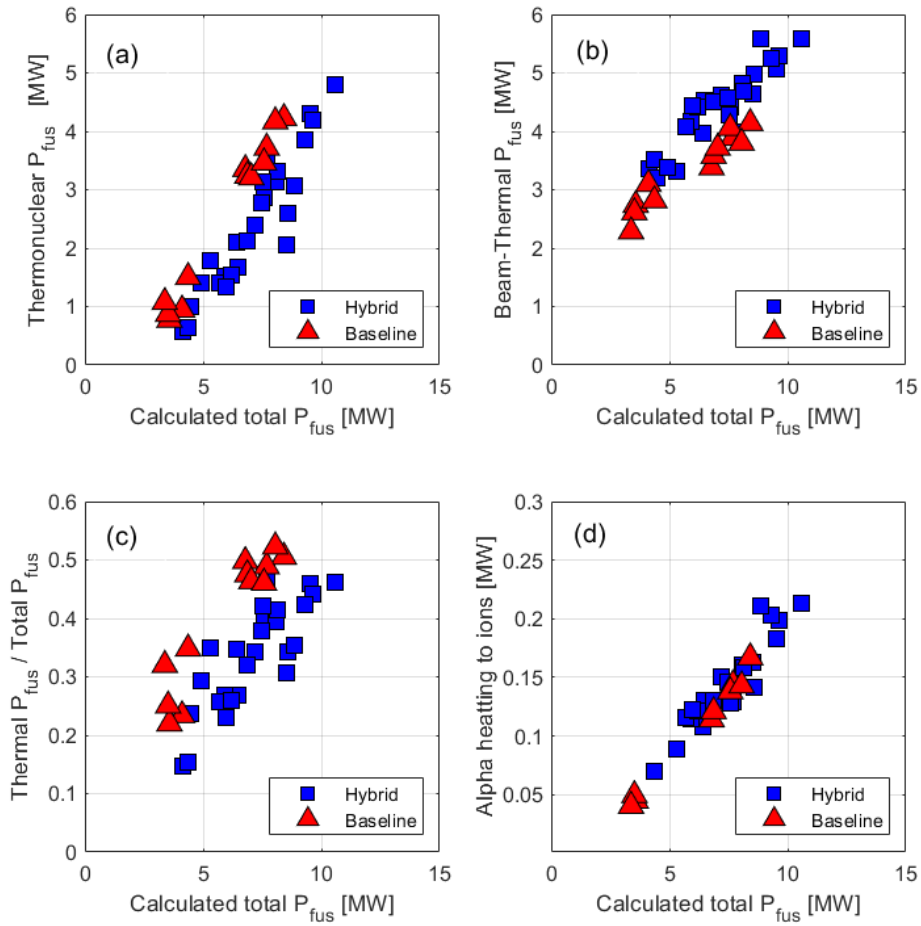 (a)
Thermonuclear P_fus [MW]
6
5
4
3
2
1
0
0 5 10 15
Calculated total P_fus [MW]
Hybrid
Baseline
(b)
Beam-Thermal P_fus [MW]
6
5
4
3
2
1
0
0 5 10 15
Calculated total P_fus [MW]
Hybrid
Baseline
(c)
Thermal P_fus / Total P_fus
0.6
0.5
0.4
0.3
0.2
0.1
0
0 5 10 15
Calculated total P_fus [MW]
Hybrid
Baseline
(d)
Alpha heatting to ions [MW]
0.3
0.25
0.2
0.15
0.1
0.05
0 5 10 15
Calculated total P_fus [MW]
Hybrid
Baseline